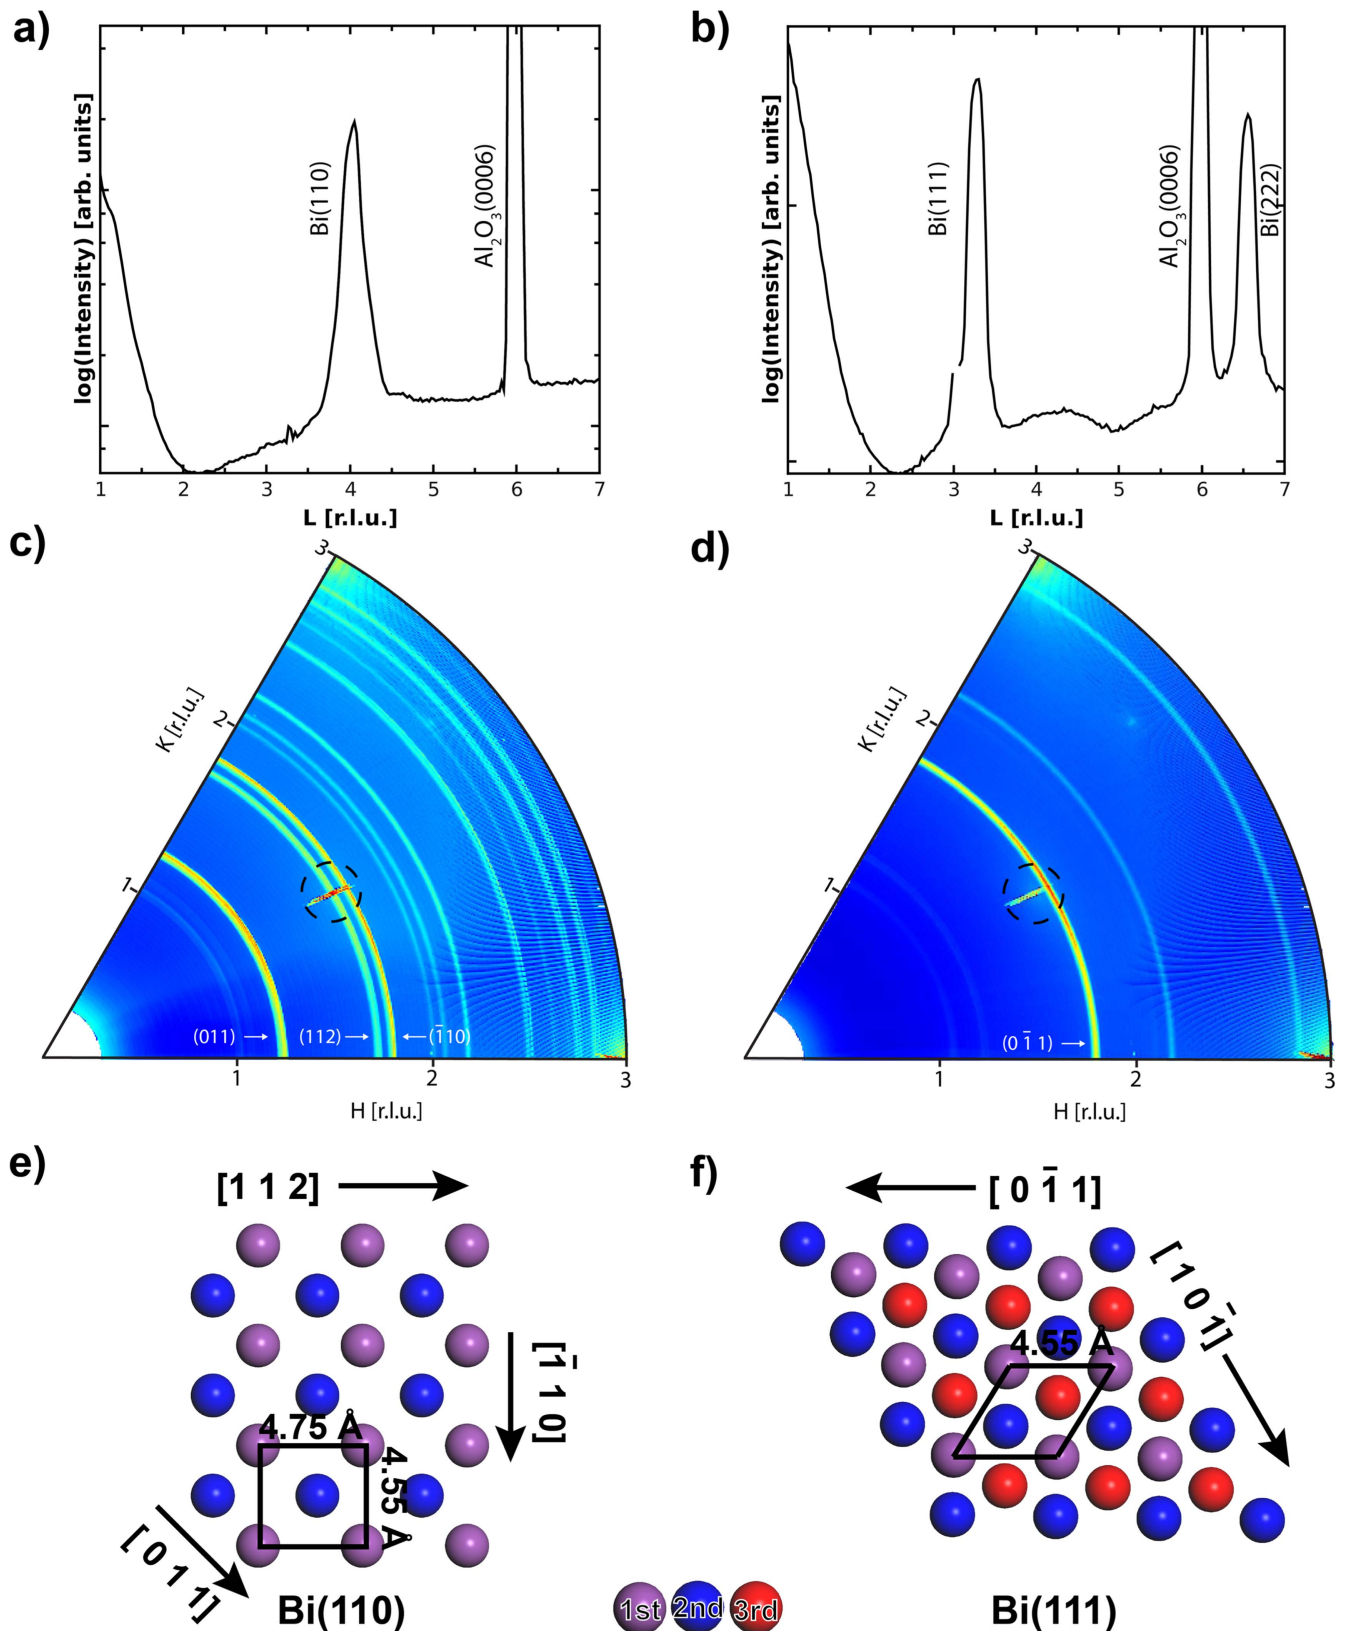 a)
log(Intensity) [arb. units]
Bi(110)
Al₂O₃(0006)
1 2 3 4 5 6 7
L [r.l.u.]
b)
log(Intensity) [arb. units]
Bi(111)
Al₂O₃(0006)
Bi(222)
1 2 3 4 5 6 7
L [r.l.u.]
c)
3
2
1
K [r.l.u.]
(011)
(112)
(1̅10)
1 2 3
H [r.l.u.]
d)
3
2
1
K [r.l.u.]
(0 1̅ 1)
1 2 3
H [r.l.u.]
e)
[1 1 2]
[1̅ 1 0]
4.75 Å
4.55 Å
[ 0 1 1]
Bi(110)
f)
[ 0 1̅ 1]
[ 1 0 1̅]
4.55 Å
Bi(111)
1st 2nd 3rd